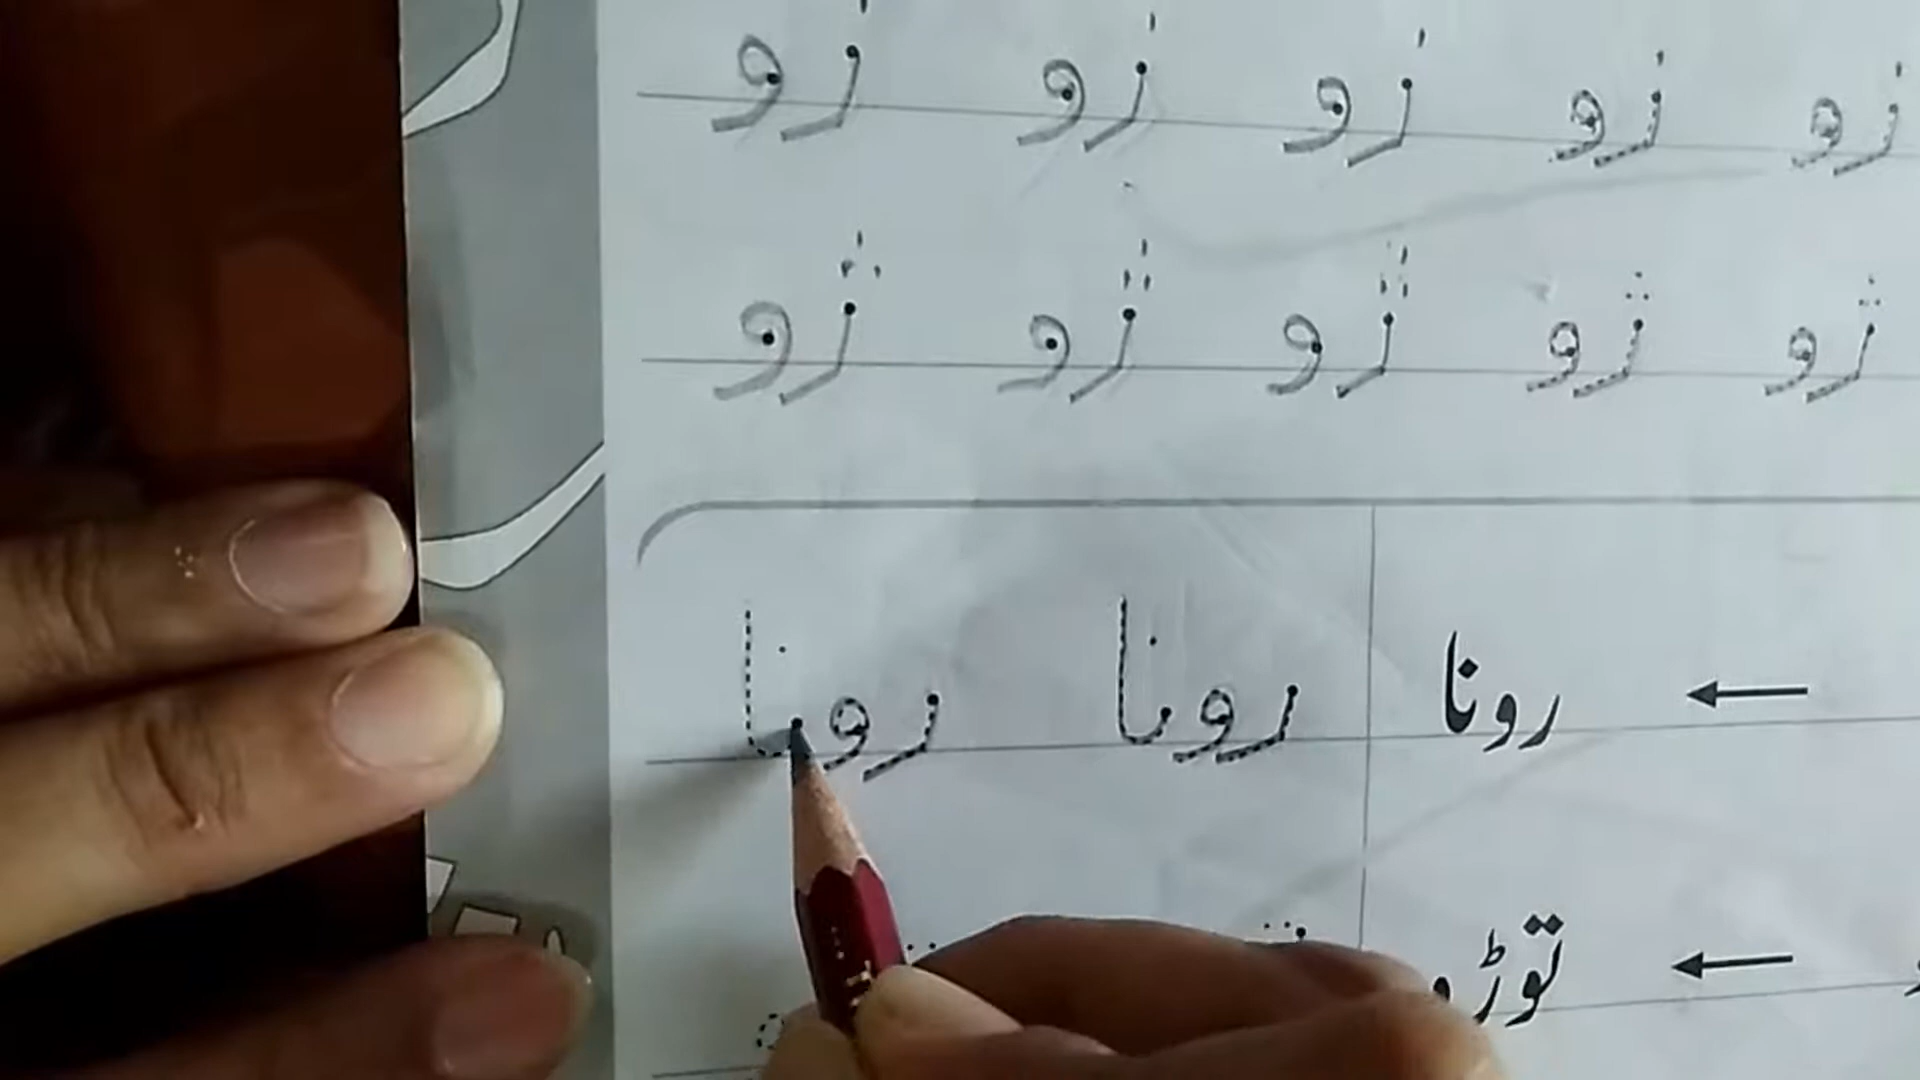 زو زو زو زو زو
ژو ژو ژو ژو ژو
رونا رونا رونا
توڑو